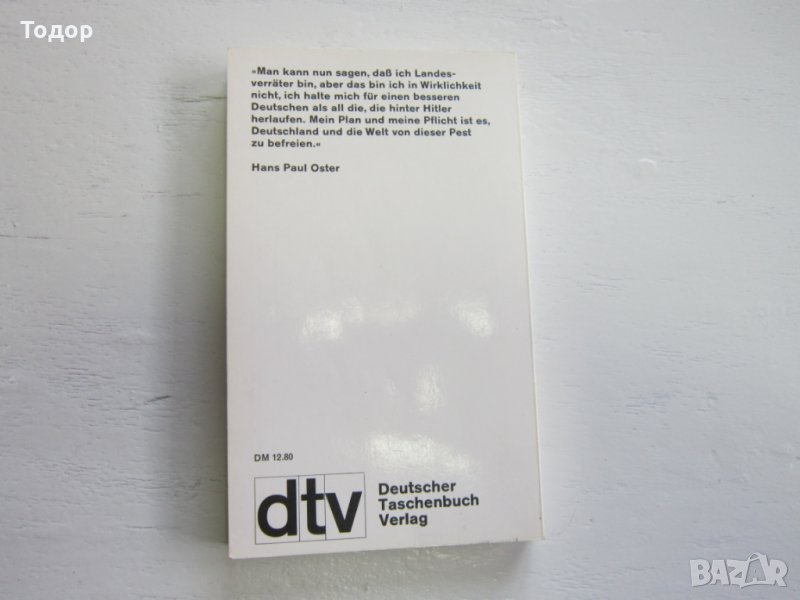 Тодор
»Man kann nun sagen, daß ich Landes-
verräter bin, aber das bin ich in Wirklichkeit
nicht, ich halte mich für einen besseren
Deutschen als all die, die hinter Hitler
herlaufen. Mein Plan und meine Pflicht ist es,
Deutschland und die Welt von dieser Pest
zu befreien.«
Hans Paul Oster
DM 12.80
dtv
Deutscher
Taschenbuch
Verlag
BAZAR